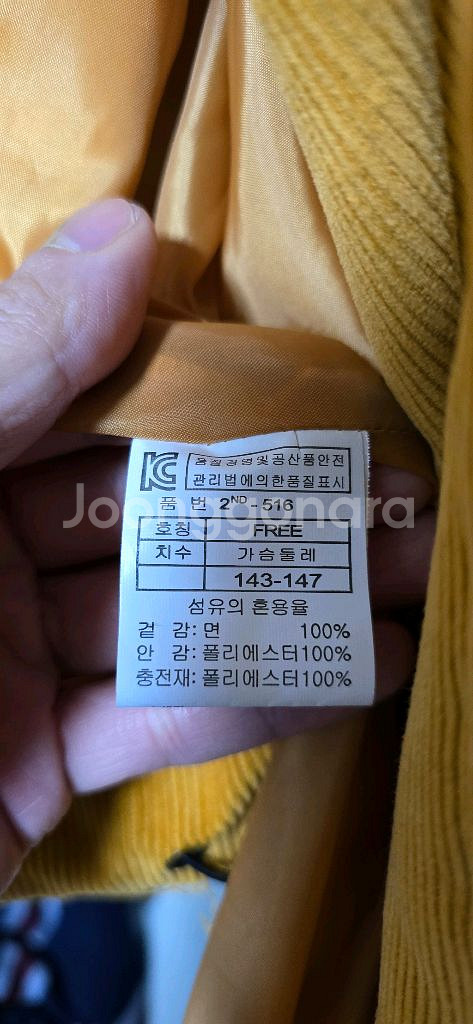 품질경영및공산품안전
관리법에의한품질표시
품 번 2ND-516
호칭 FREE
치수 가슴둘레
143-147
섬유의 혼용율
겉 감: 면 100%
안 감: 폴리에스터100%
충전재: 폴리에스터100%
Joonggonara